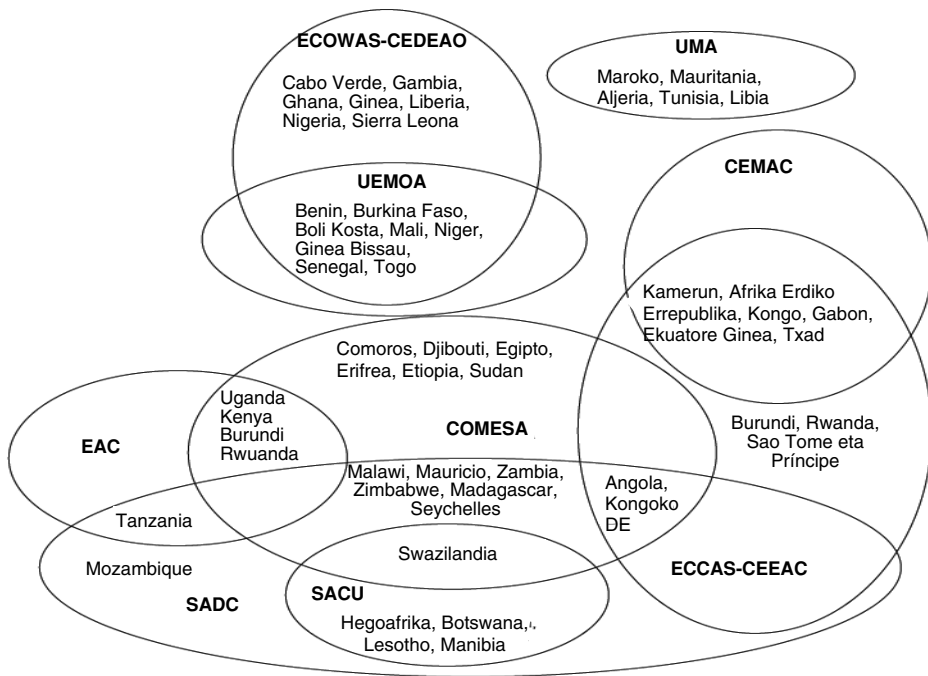 ECOWAS-CEDEAO
Cabo Verde, Gambia,
Ghana, Ginea, Liberia,
Nigeria, Sierra Leona
UMA
Maroko, Mauritania,
Aljeria, Tunisia, Libia
UEMOA
Benin, Burkina Faso,
Boli Kosta, Mali, Niger,
Ginea Bissau,
Senegal, Togo
CEMAC
Kamerun, Afrika Erdiko
Errepublika, Kongo, Gabon,
Ekuatore Ginea, Txad
Comoros, Djibouti, Egipto,
Erifrea, Etiopia, Sudan
Uganda
Kenya
Burundi
Rwuanda
EAC
COMESA
Burundi, Rwanda,
Sao Tome eta
Príncipe
Malawi, Mauricio, Zambia,
Zimbabwe, Madagascar,
Seychelles
Angola,
Kongoko
DE
Tanzania
Swazilandia
Mozambique
ECCAS-CEEAC
SADC
SACU
Hegoafrika, Botswana,
Lesotho, Manibia